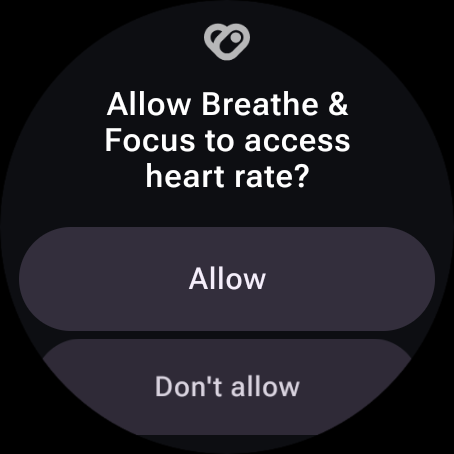 Allow Breathe &
Focus to access
heart rate?
Allow
Don't allow